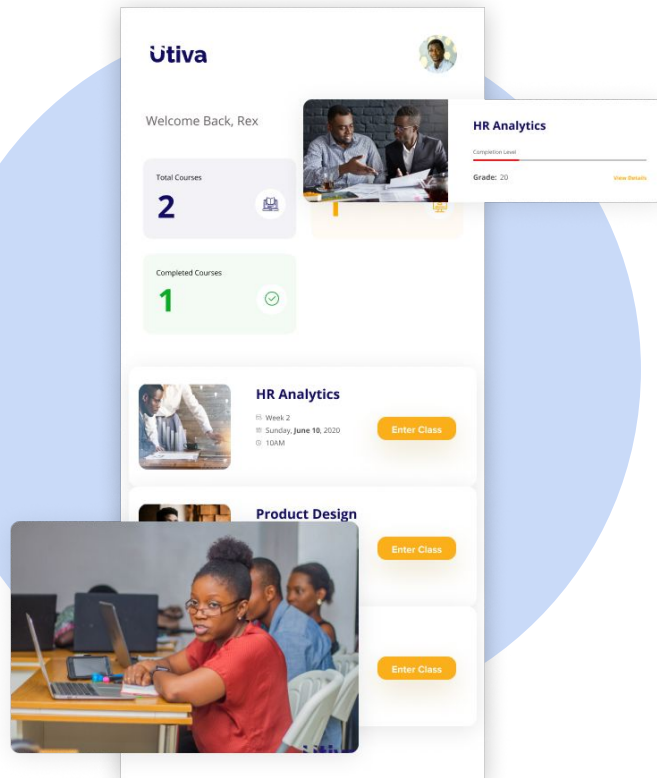 Utiva
Welcome Back, Rex
HR Analytics
Completion Level
Grade: 20
View Details
Total Courses
2
1
Completed Courses
1
HR Analytics
Week 2
Sunday, June 10, 2020
10AM
Enter Class
Product Design
Enter Class
Enter Class